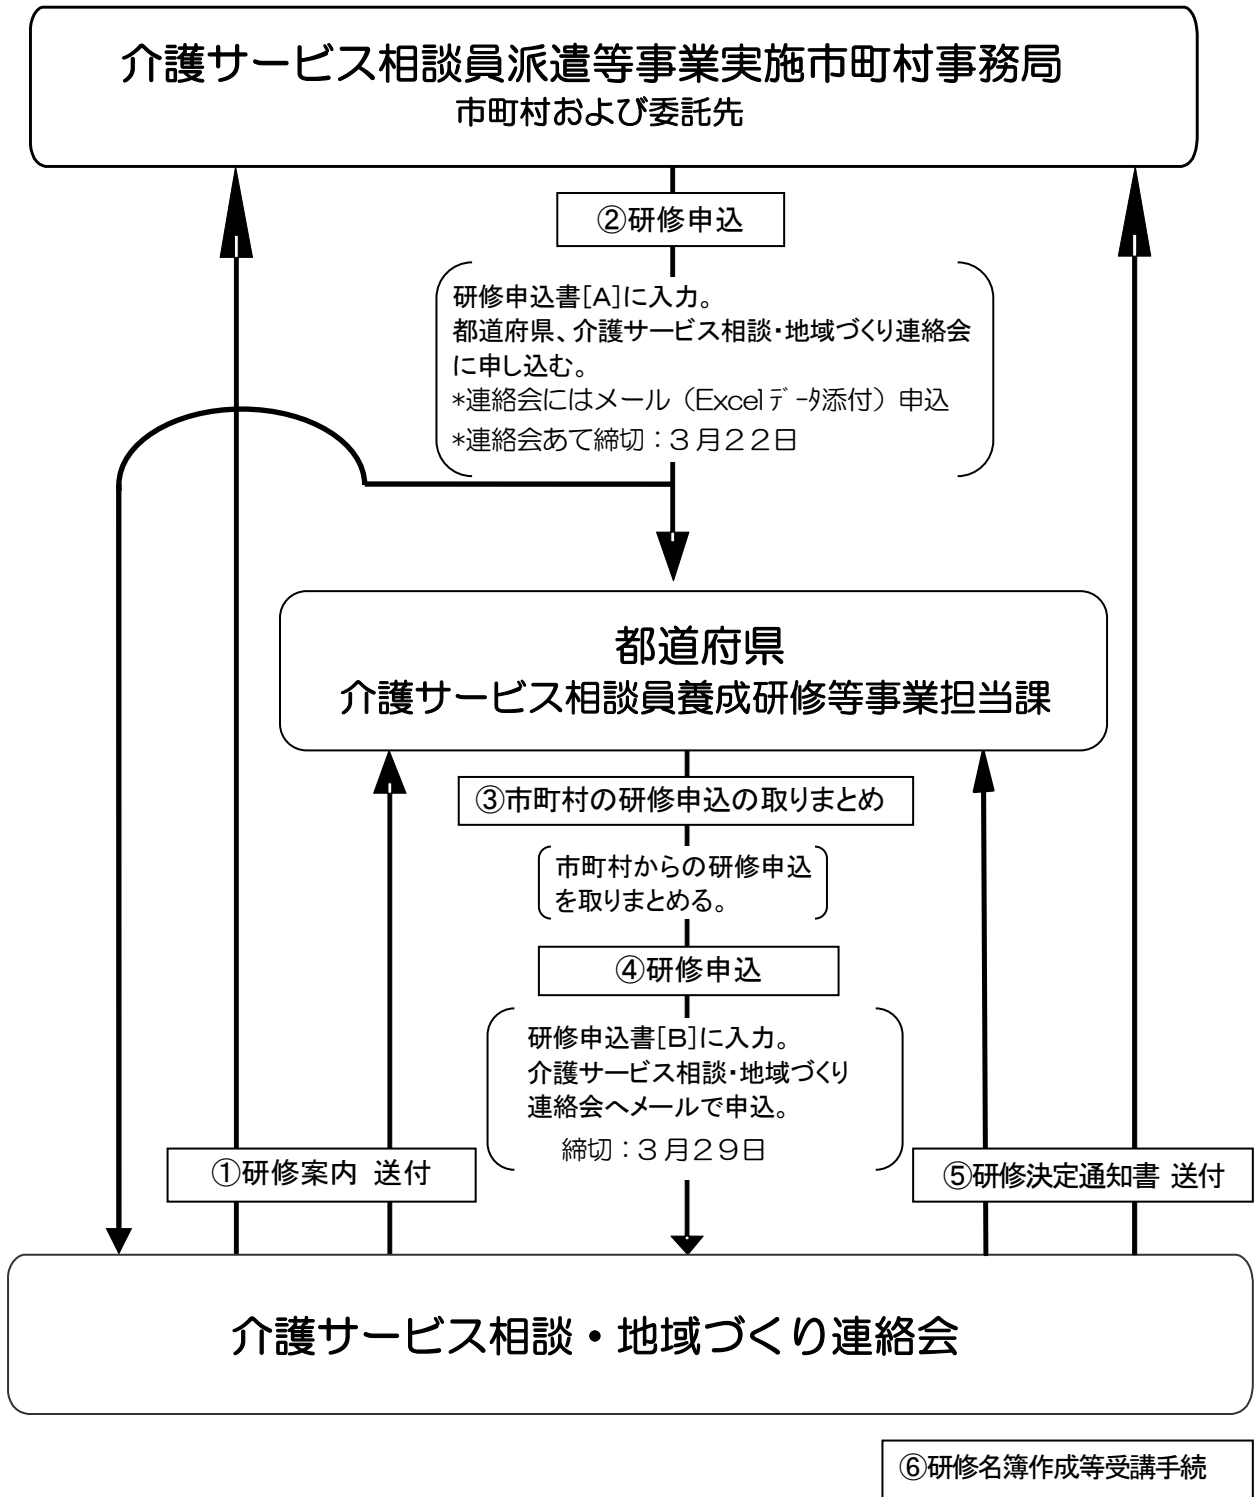 介護サービス相談員派遣等事業実施市町村事務局
市町村および委託先
②研修申込
研修申込書[A]に入力。
都道府県、介護サービス相談・地域づくり連絡会
に申し込む。
*連絡会にはメール（Excelデータ添付）申込
*連絡会あて締切：３月２２日
都道府県
介護サービス相談員養成研修等事業担当課
③市町村の研修申込の取りまとめ
市町村からの研修申込
を取りまとめる。
④研修申込
研修申込書[B]に入力。
介護サービス相談・地域づくり
連絡会へメールで申込。
締切：３月２９日
①研修案内 送付
⑤研修決定通知書 送付
介護サービス相談・地域づくり連絡会
⑥研修名簿作成等受講手続